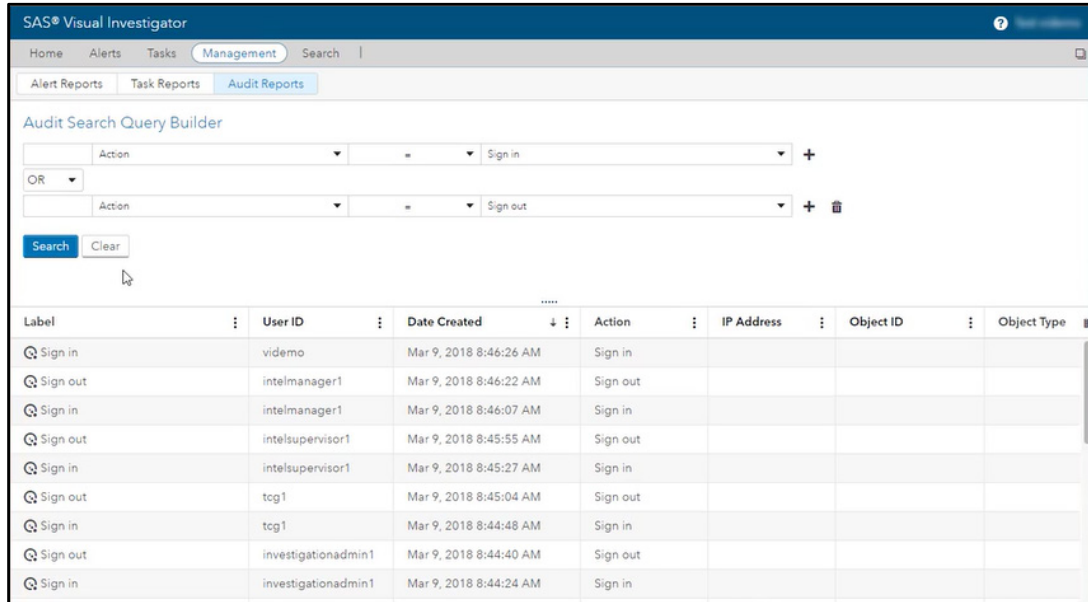 SAS® Visual Investigator ?
Home Alerts Tasks Management Search
Alert Reports Task Reports Audit Reports
Audit Search Query Builder
Action = Sign in +
OR
Action = Sign out +
Search Clear
Label User ID Date Created Action IP Address Object ID Object Type
Sign in videmo Mar 9, 2018 8:46:26 AM Sign in
Sign out intelmanager1 Mar 9, 2018 8:46:22 AM Sign out
Sign in intelmanager1 Mar 9, 2018 8:46:07 AM Sign in
Sign out intelsupervisor1 Mar 9, 2018 8:45:55 AM Sign out
Sign in intelsupervisor1 Mar 9, 2018 8:45:27 AM Sign in
Sign out tcg1 Mar 9, 2018 8:45:04 AM Sign out
Sign in tcg1 Mar 9, 2018 8:44:48 AM Sign in
Sign out investigationadmin1 Mar 9, 2018 8:44:40 AM Sign out
Sign in investigationadmin1 Mar 9, 2018 8:44:24 AM Sign in